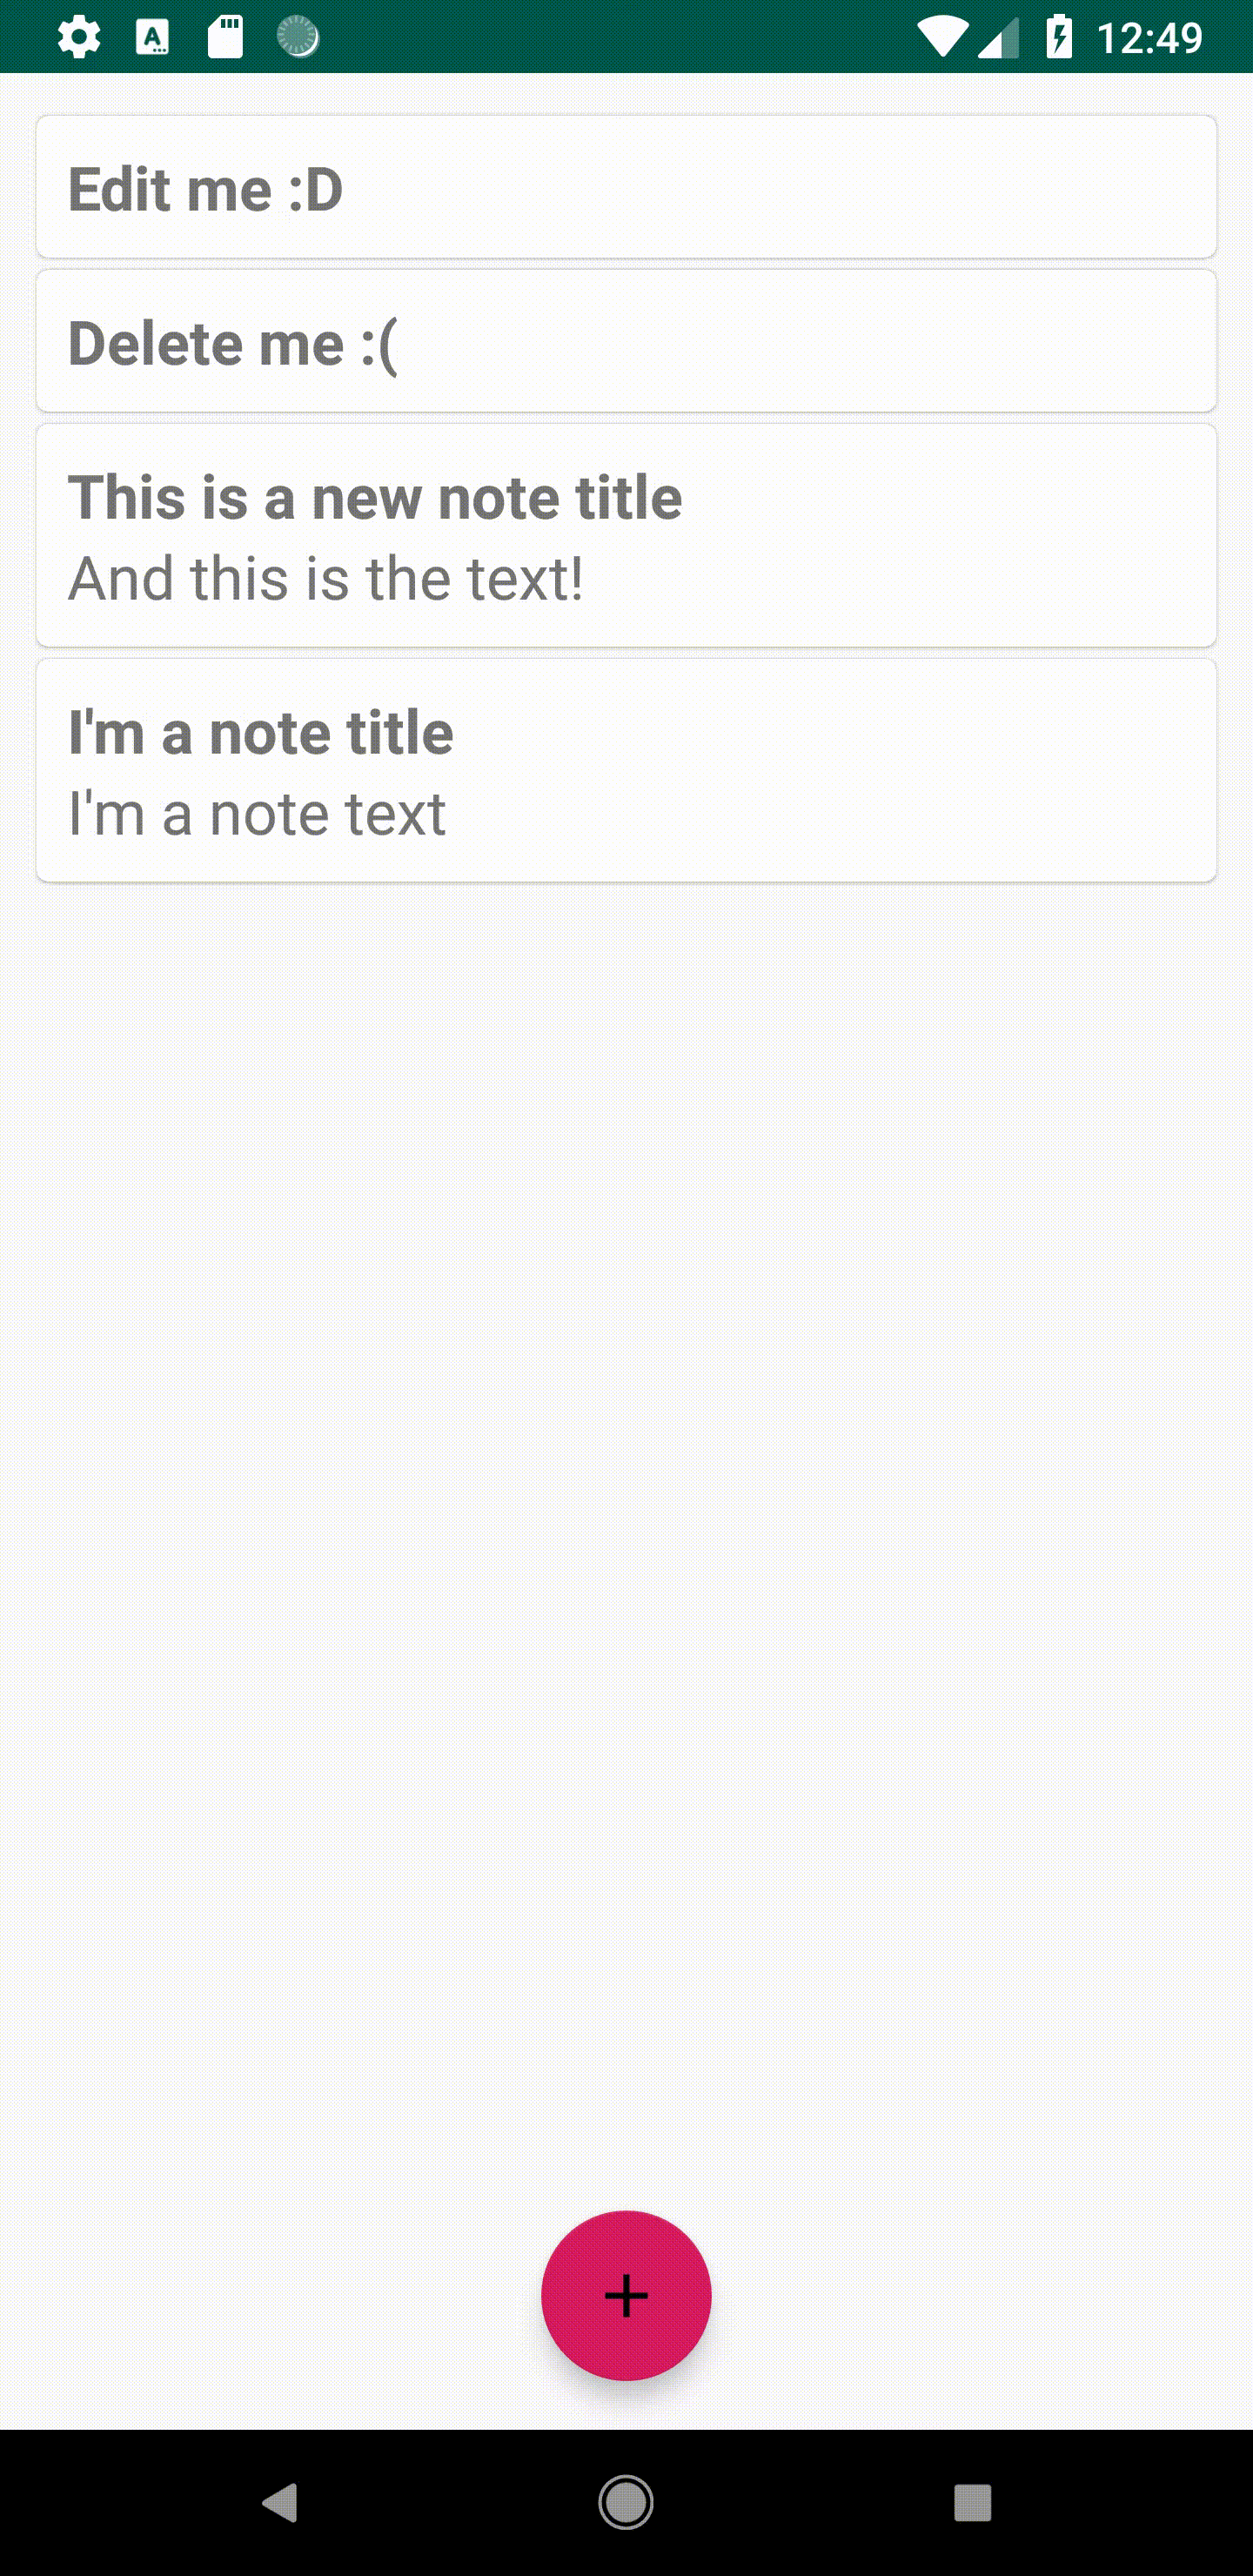 12:49
Edit me :D
Delete me :(
This is a new note title
And this is the text!
I'm a note title
I'm a note text